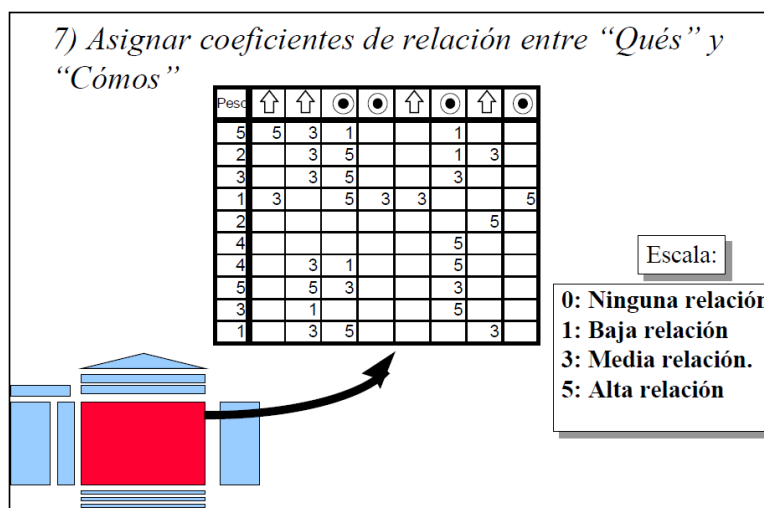 7) Asignar coeficientes de relación entre “Qués” y
“Cómos”
Peso
5 5 3 1 1
2 3 5 1 3
3 3 5 3
1 3 5 3 3 5
2 5
4 5
4 3 1 5
5 5 3 3
3 1 5
1 3 5 3
Escala:
0: Ninguna relación
1: Baja relación
3: Media relación.
5: Alta relación